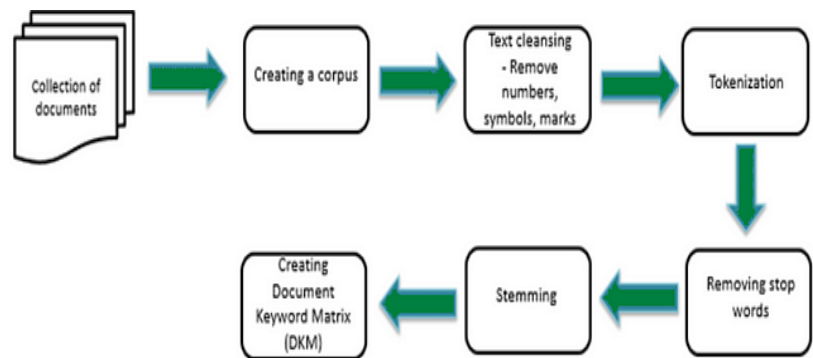 Collection of
documents
Creating a corpus
Text cleansing
- Remove
numbers,
symbols, marks
Tokenization
Removing stop
words
Stemming
Creating
Document
Keyword Matrix
(DKM)